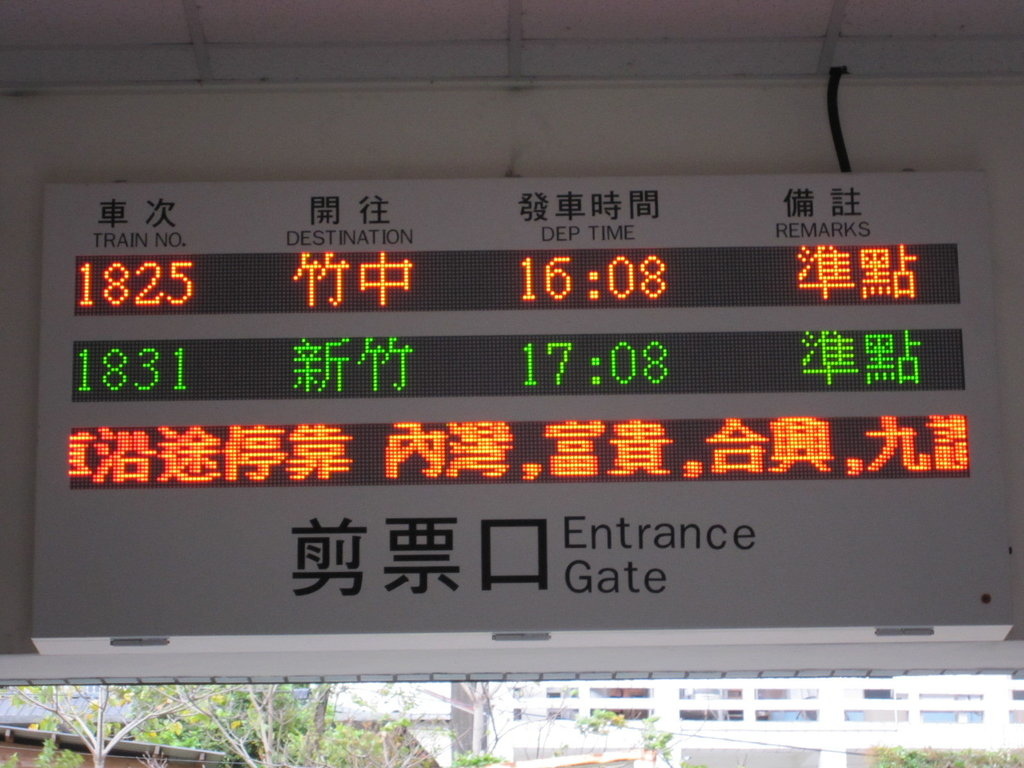 車次 開往 發車時間 備註
TRAIN NO. DESTINATION DEP TIME REMARKS
1825 竹中 16:08 準點
1831 新竹 17:08 準點
沿途停靠 內灣,富貴,合興,九讚
剪票口 Entrance
Gate